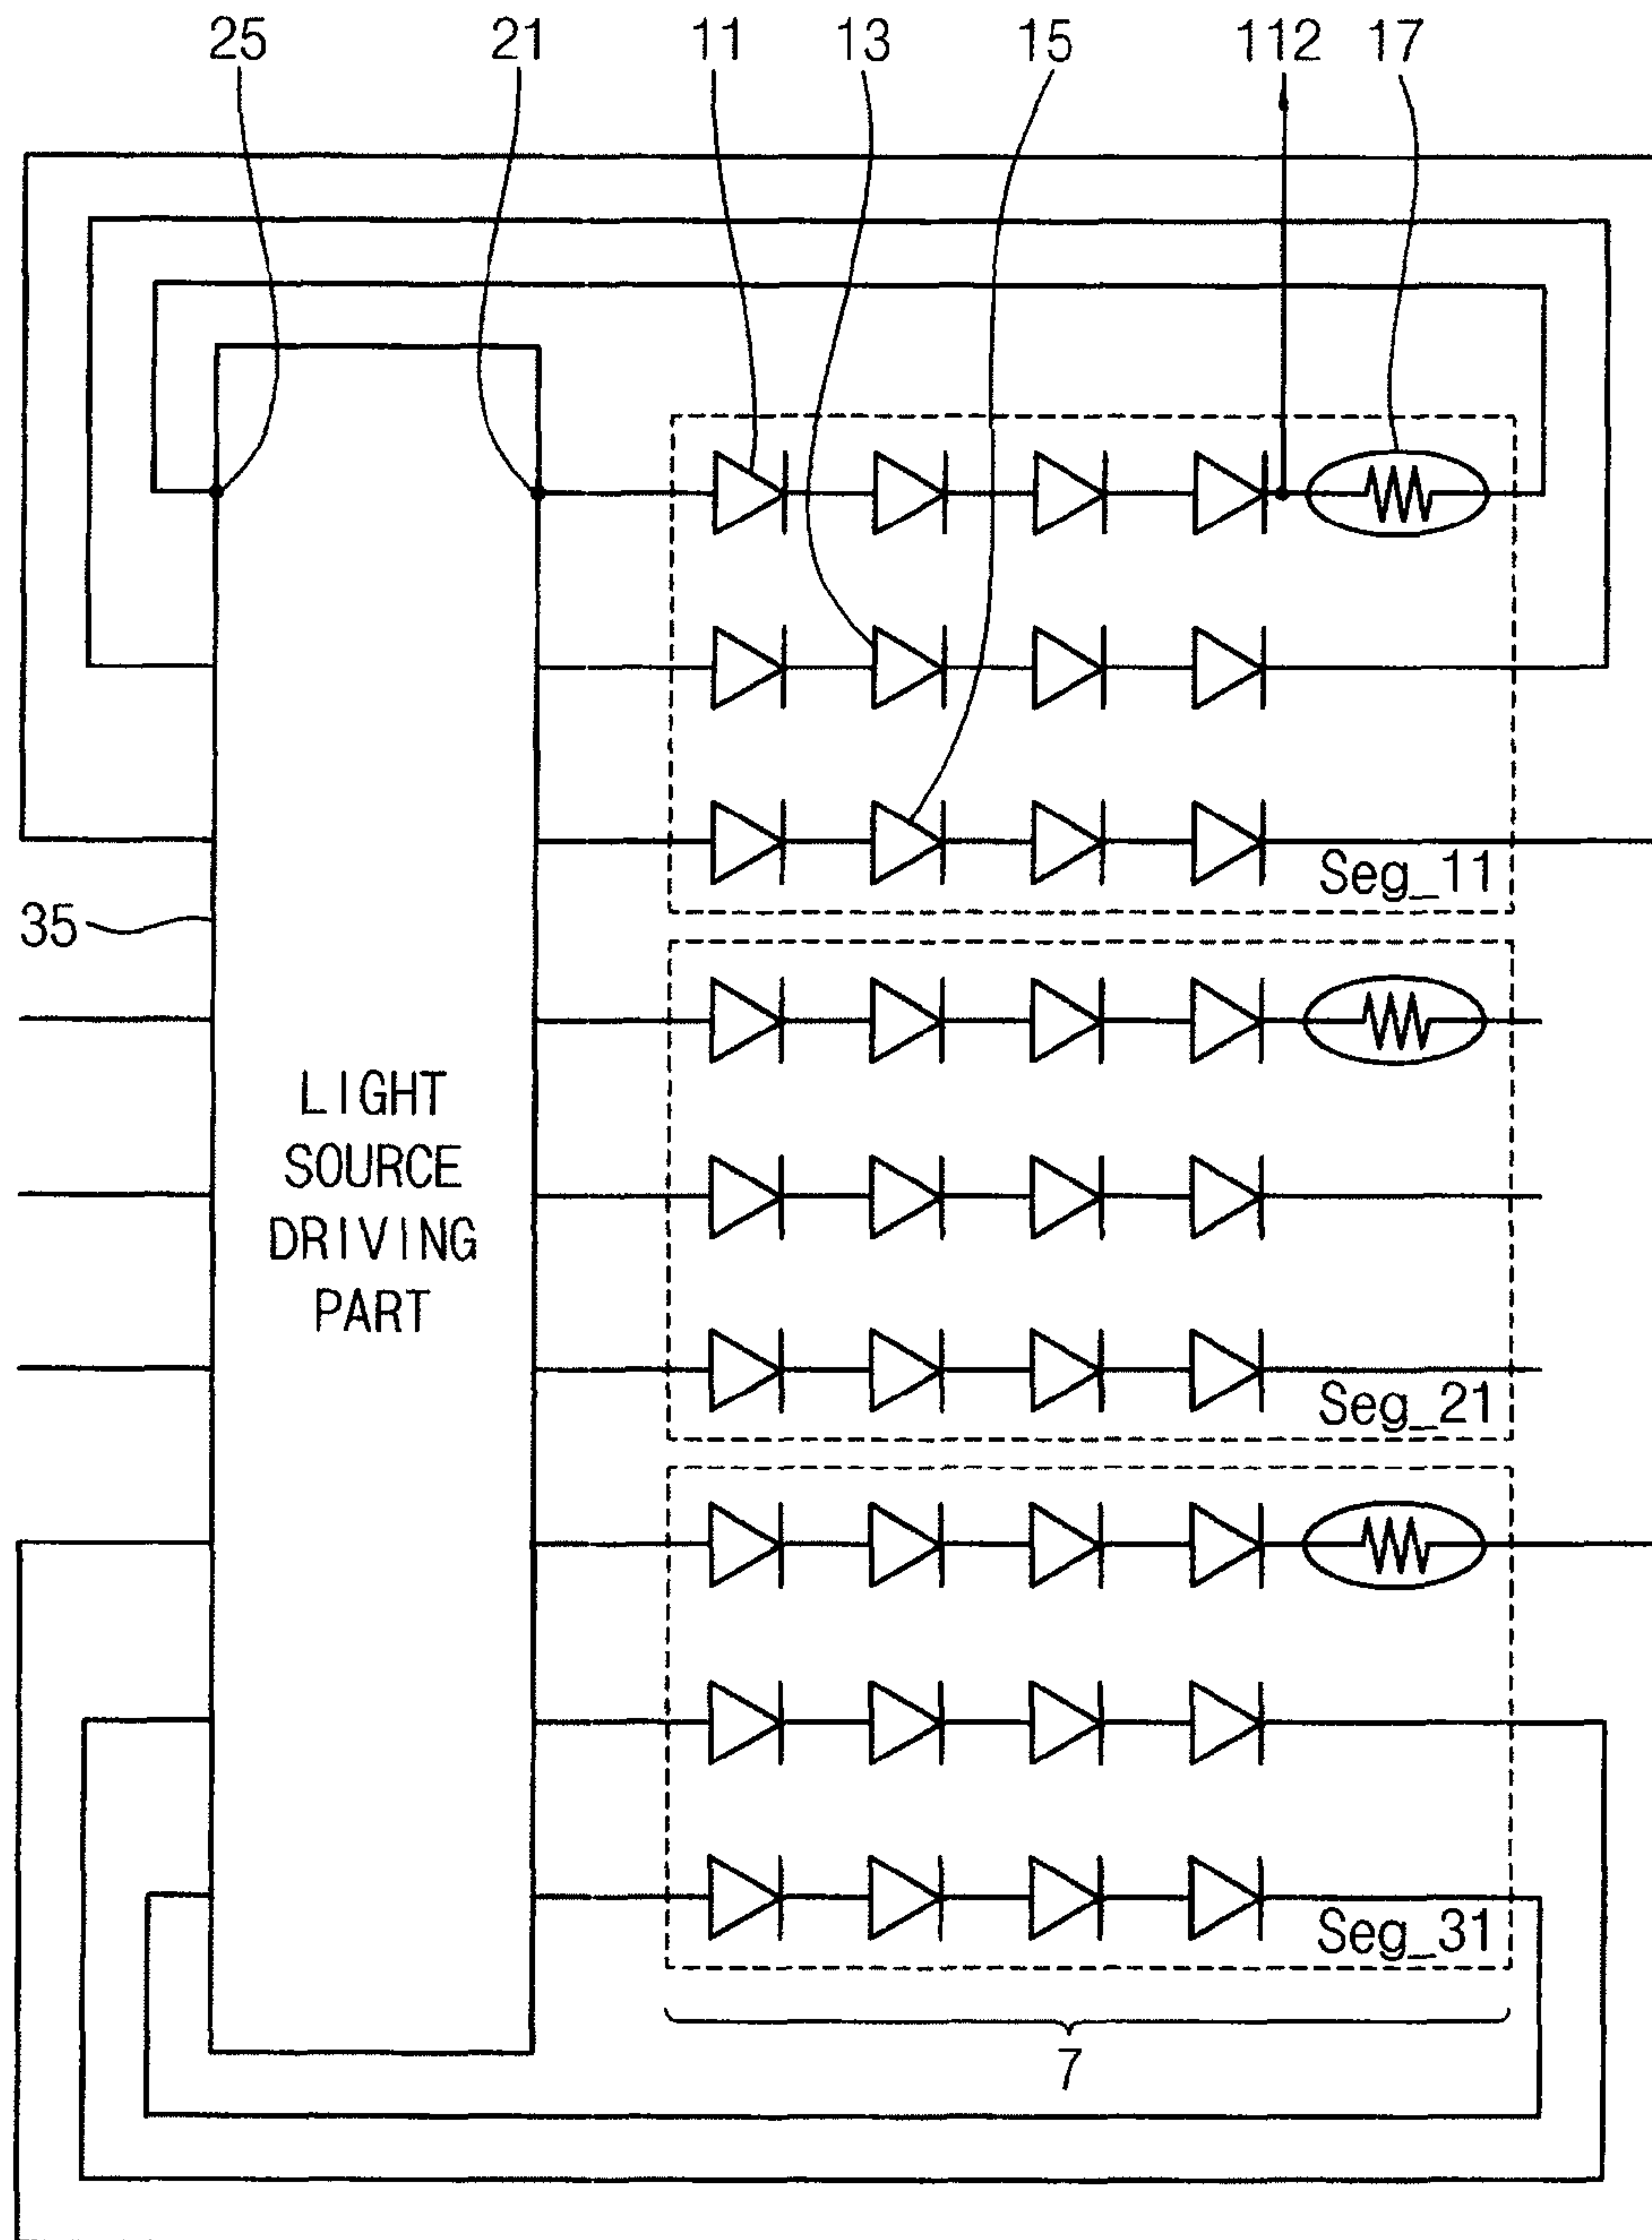 25 21 11 13 15 112 17
Seg_11
35
LIGHT
SOURCE
DRIVING
PART
Seg_21
Seg_31
7